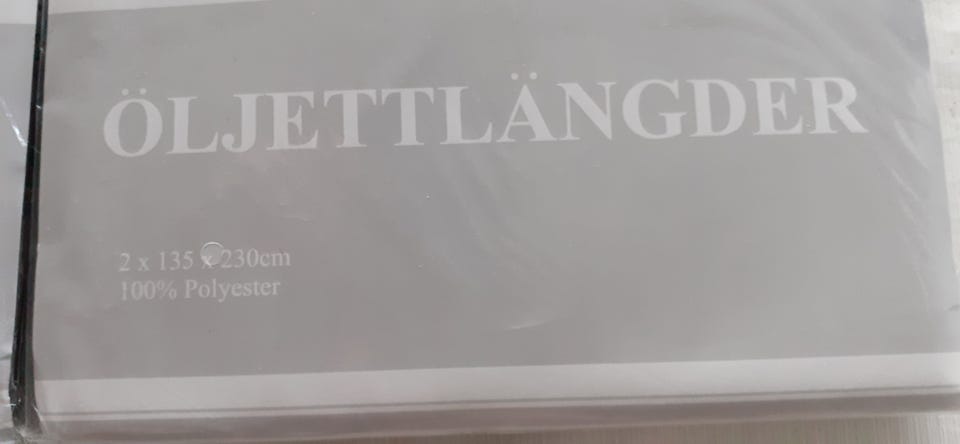 ÖLJETTLÄNGDER
2 x 135 x 230cm
100% Polyester